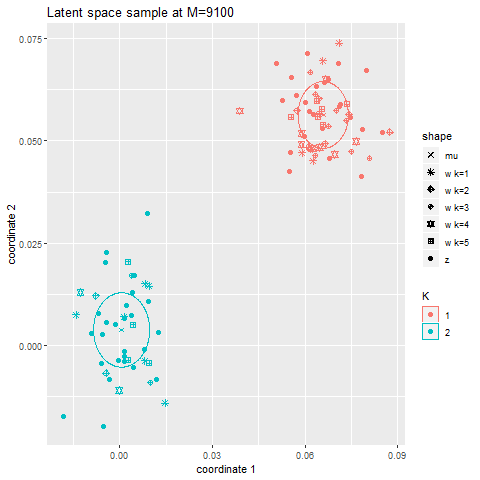 Latent space sample at M=9100
0.075
0.050
0.025
0.000
coordinate 2
0.00
0.03
0.06
0.09
coordinate 1
shape
mu
w k=1
w k=2
w k=3
w k=4
w k=5
z
K
1
2